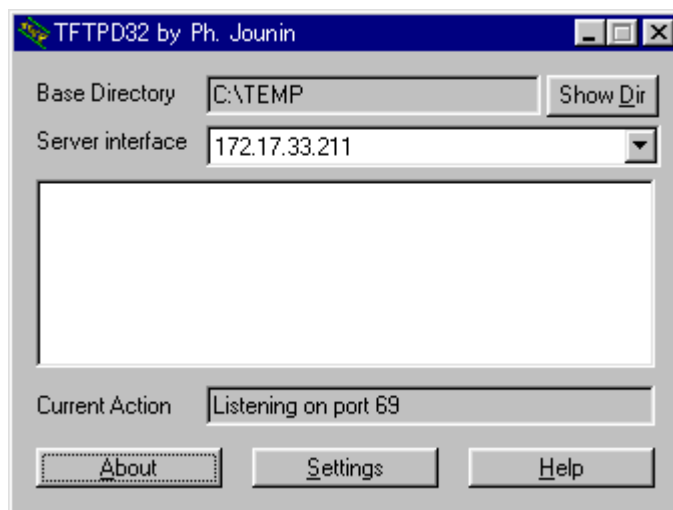 TFTPD32 by Ph. Jounin
Base Directory C:\TEMP Show Dir
Server interface 172.17.33.211
Current Action Listening on port 69
About Settings Help